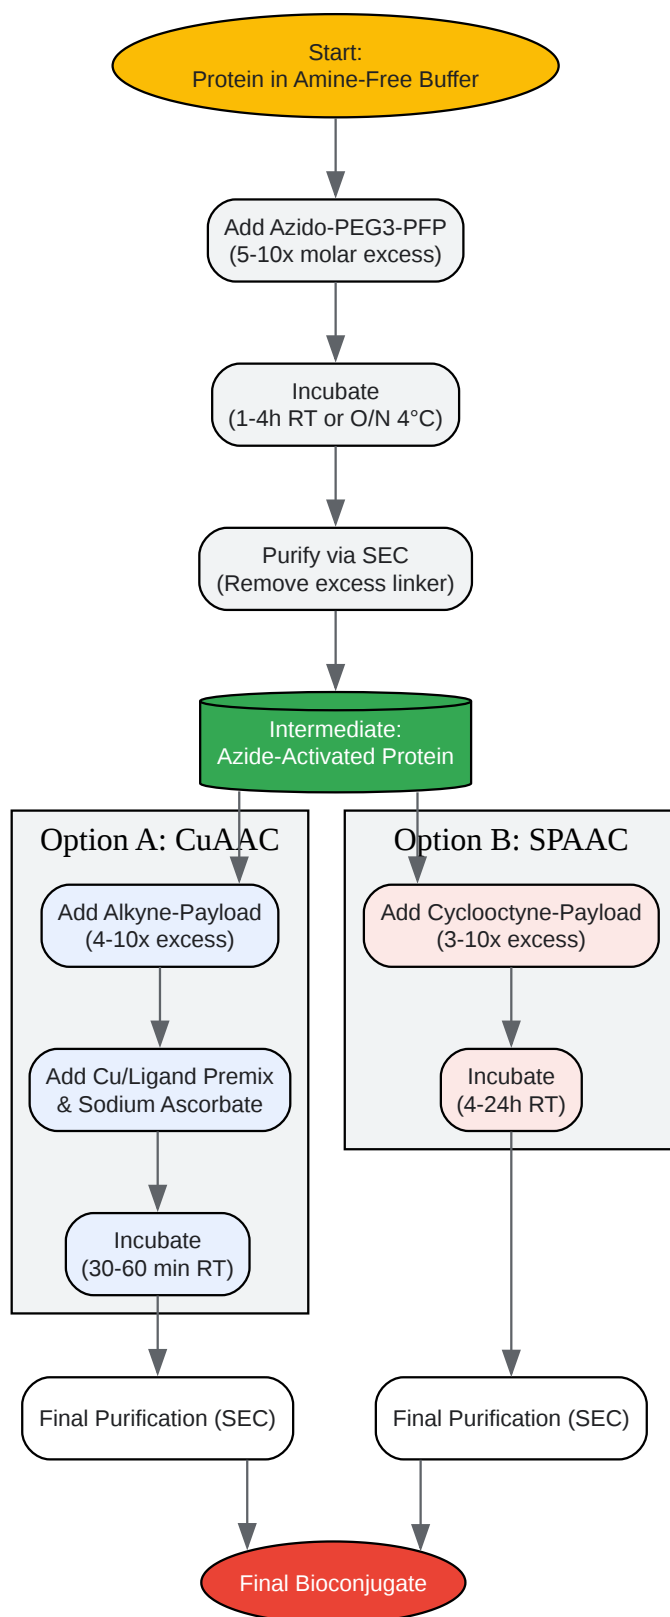 Start:
Protein in Amine-Free Buffer
Add Azido-PEG3-PFP
(5-10x molar excess)
Incubate
(1-4h RT or O/N 4°C)
Purify via SEC
(Remove excess linker)
Intermediate:
Azide-Activated Protein
Option A: CuAAC
Add Alkyne-Payload
(4-10x excess)
Add Cu/Ligand Premix
& Sodium Ascorbate
Incubate
(30-60 min RT)
Final Purification (SEC)
Option B: SPAAC
Add Cyclooctyne-Payload
(3-10x excess)
Incubate
(4-24h RT)
Final Purification (SEC)
Final Bioconjugate